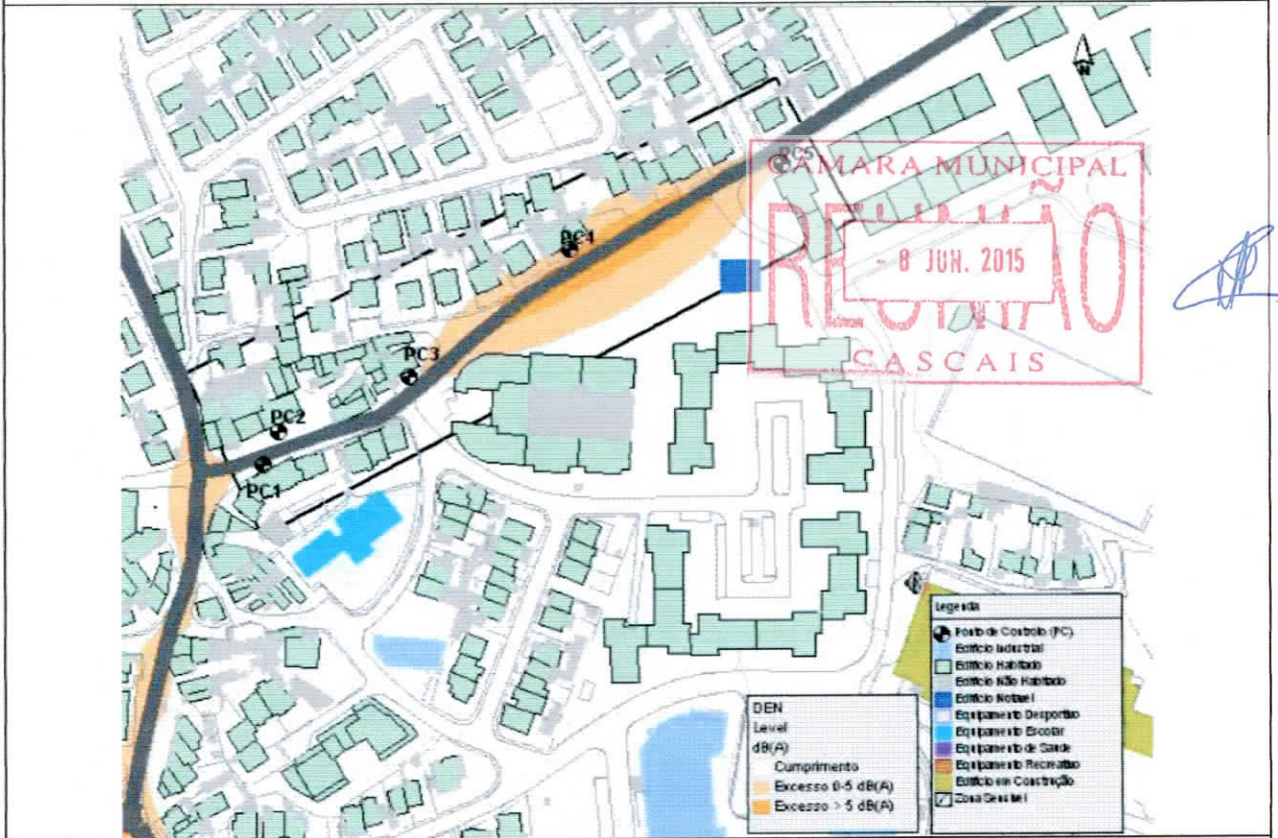 PC5
CÂMARA MUNICIPAL
REUNIÃO
- 8 JUN. 2015
CASCAIS
PC4
PC3
PC2
PC1
Legenda
Ponto de Controlo (PC)
Edifício Industrial
Edifício Habitado
Edifício Não Habitado
Edifício Notável
Equipamento Desportivo
Equipamento Escolar
Equipamento de Saúde
Equipamento Recreativo
Edifício em Construção
Zona Sensível
DEN
Level
dB(A)
Cumprimento
Excesso 0-5 dB(A)
Excesso > 5 dB(A)